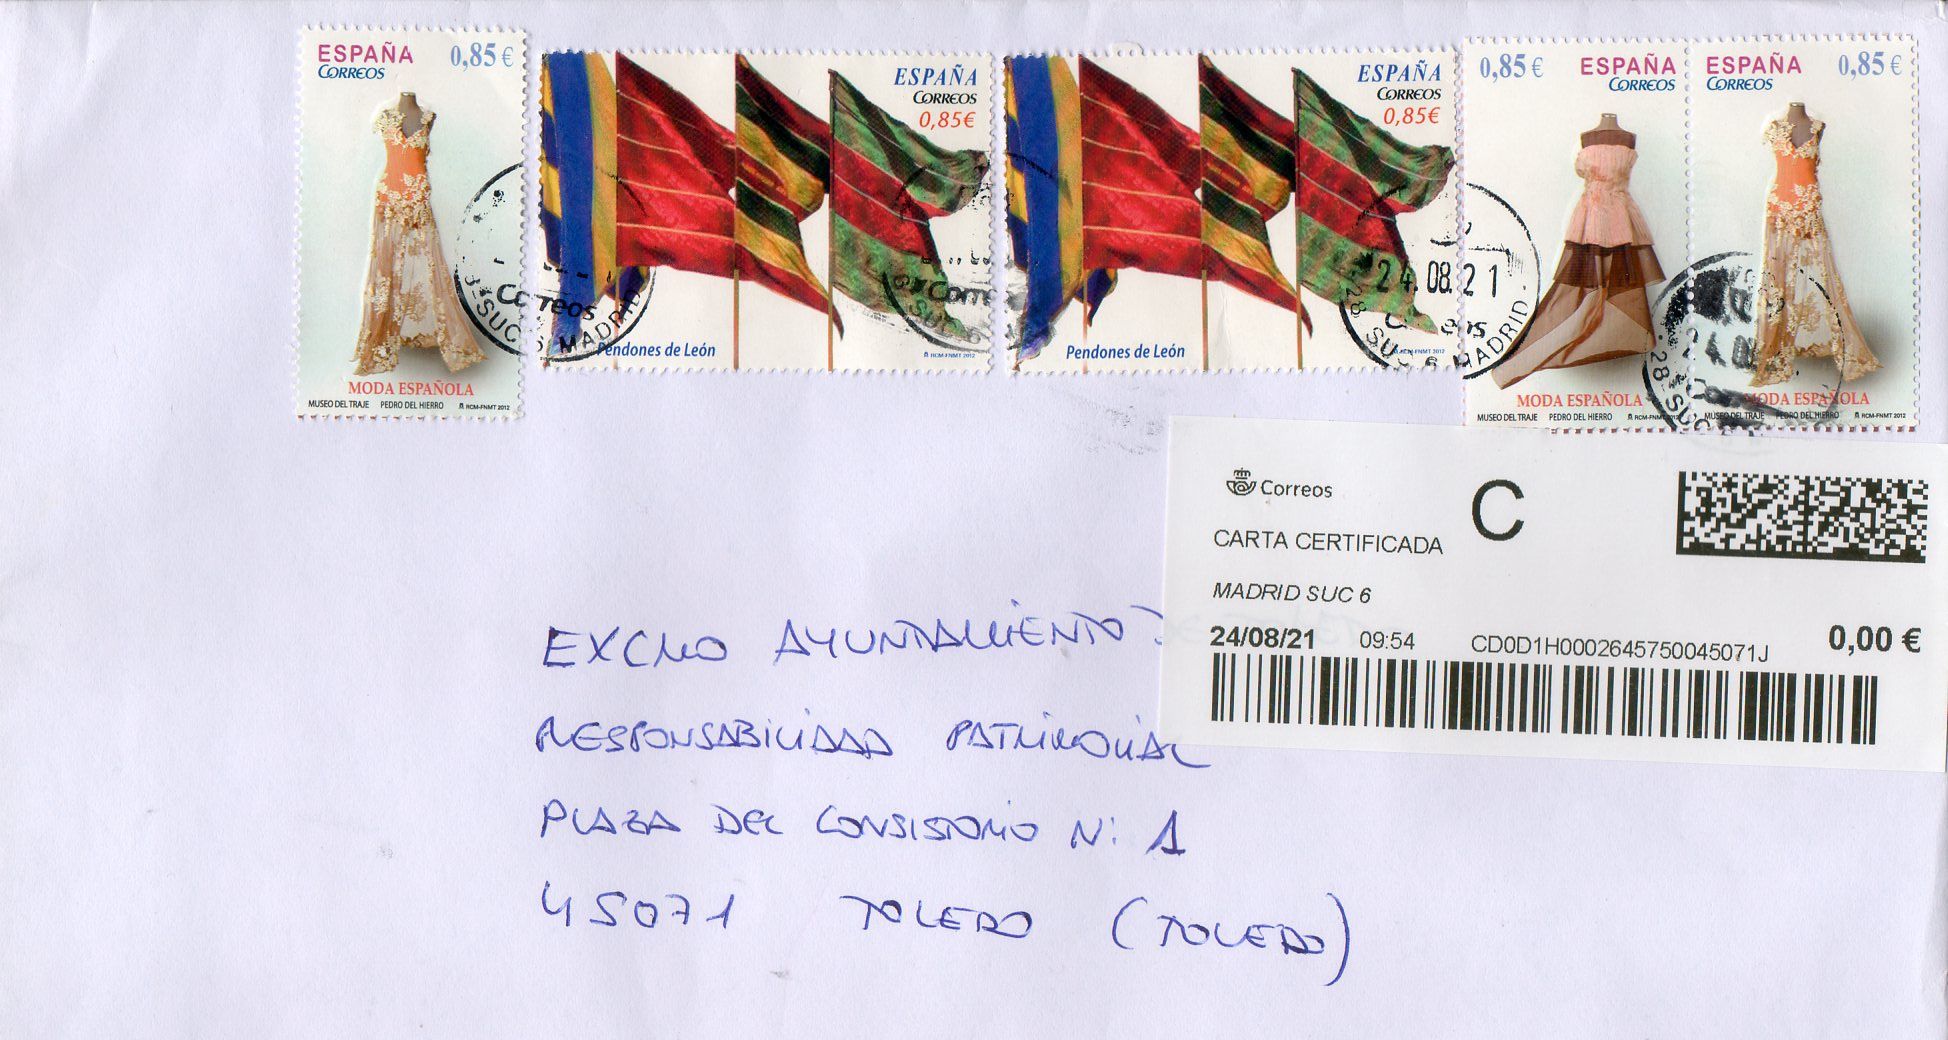 ESPAÑA 0,85 €
CORREOS
MODA ESPAÑOLA
MUSEO DEL TRAJE PEDRO DEL HIERRO RCM-FNMT 2012
ESPAÑA
CORREOS
0,85€
Pendones de León
RCM-FNMT 2012
ESPAÑA
CORREOS
0,85€
Pendones de León
RCM-FNMT 2012
0,85 € ESPAÑA
CORREOS
MODA ESPAÑOLA
MUSEO DEL TRAJE PEDRO DEL HIERRO RCM-FNMT 2012
ESPAÑA 0,85 €
CORREOS
MODA ESPAÑOLA
MUSEO DEL TRAJE PEDRO DEL HIERRO RCM-FNMT 2012
Correos
SUC 6 MADRID
Correos
24.08.21
28 SUC 6 MADRID
Correos C
CARTA CERTIFICADA
MADRID SUC 6
24/08/21 09:54 CD0D1H0002645750045071J 0,00 €
EXCMO AYUNTAMIENTO
RESPONSABILIDAD PATRIMONIAL
PLAZA DEL CONSISTORIO Nº 1
45071 TOLEDO (TOLEDO)